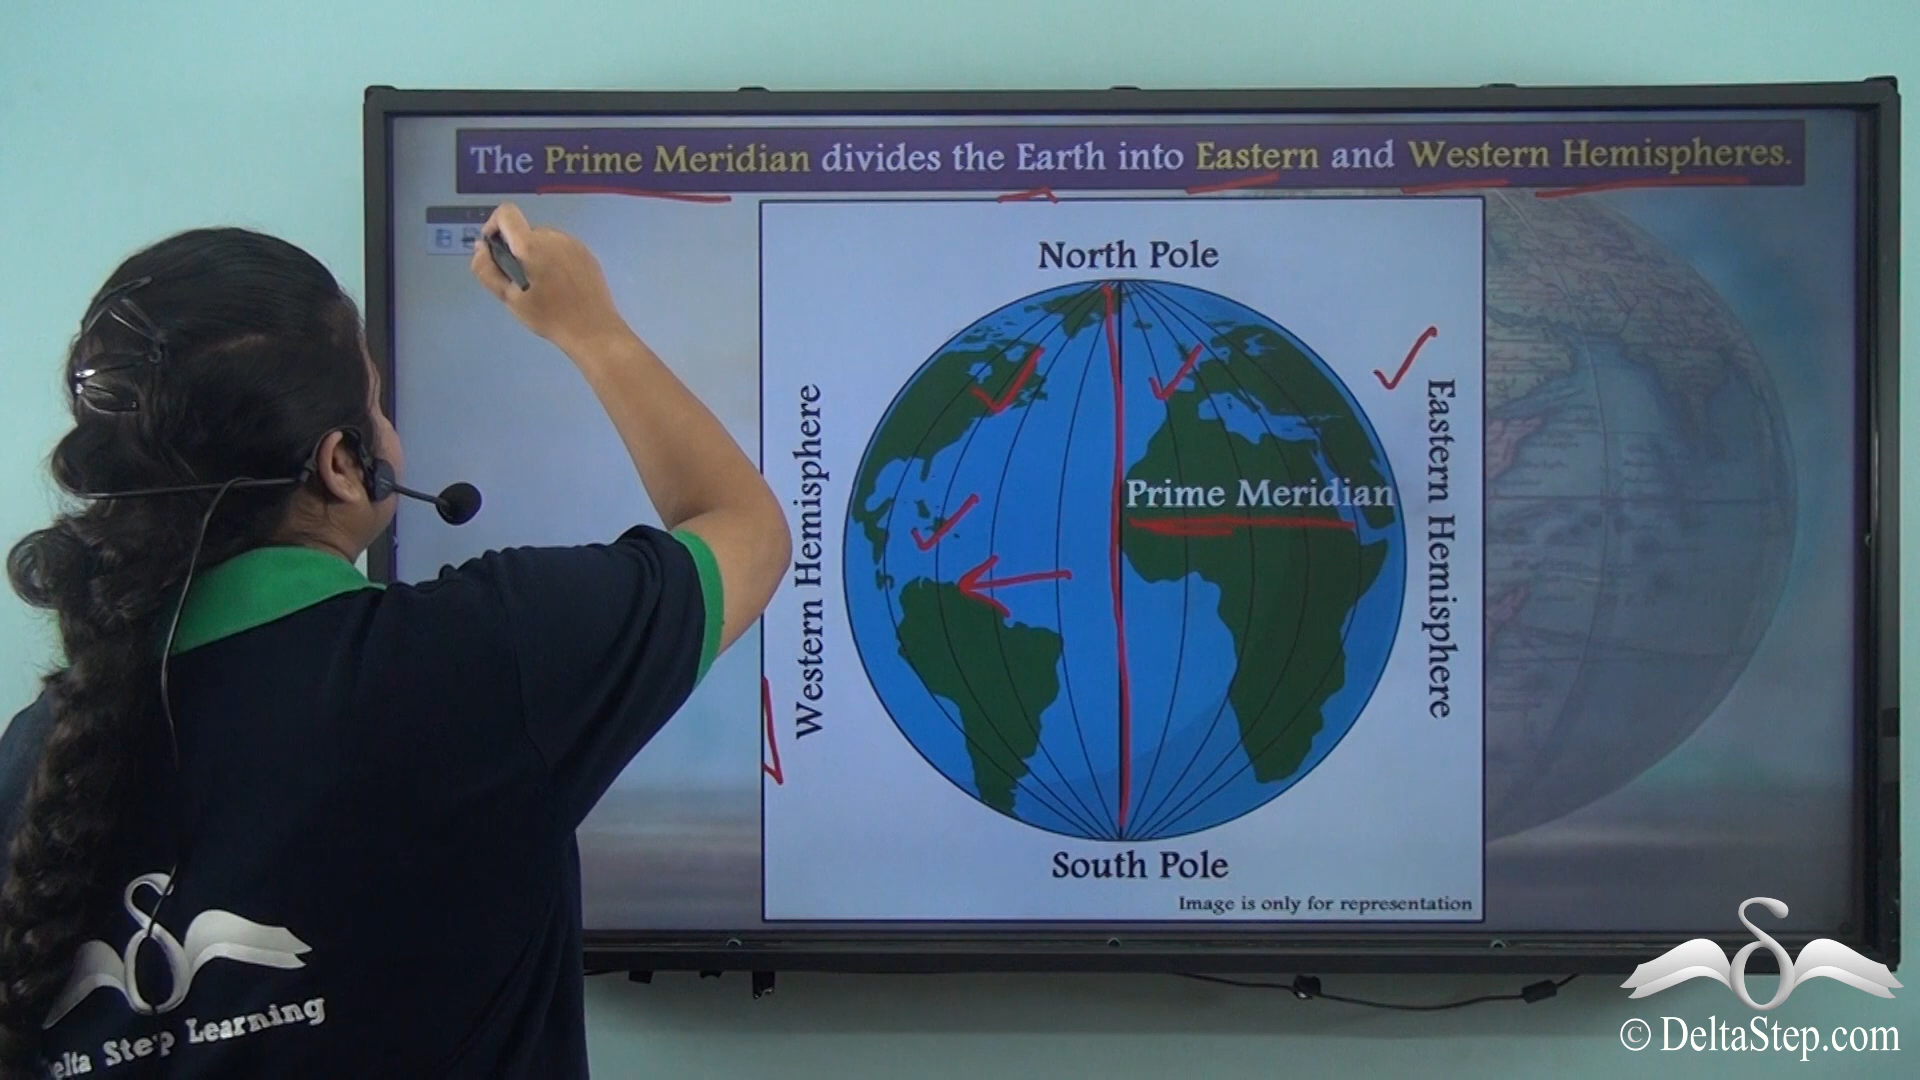 The Prime Meridian divides the Earth into Eastern and Western Hemispheres.
North Pole
Western Hemisphere
Prime Meridian
Eastern Hemisphere
South Pole
Image is only for representation
Step Learning
© DeltaStep.com